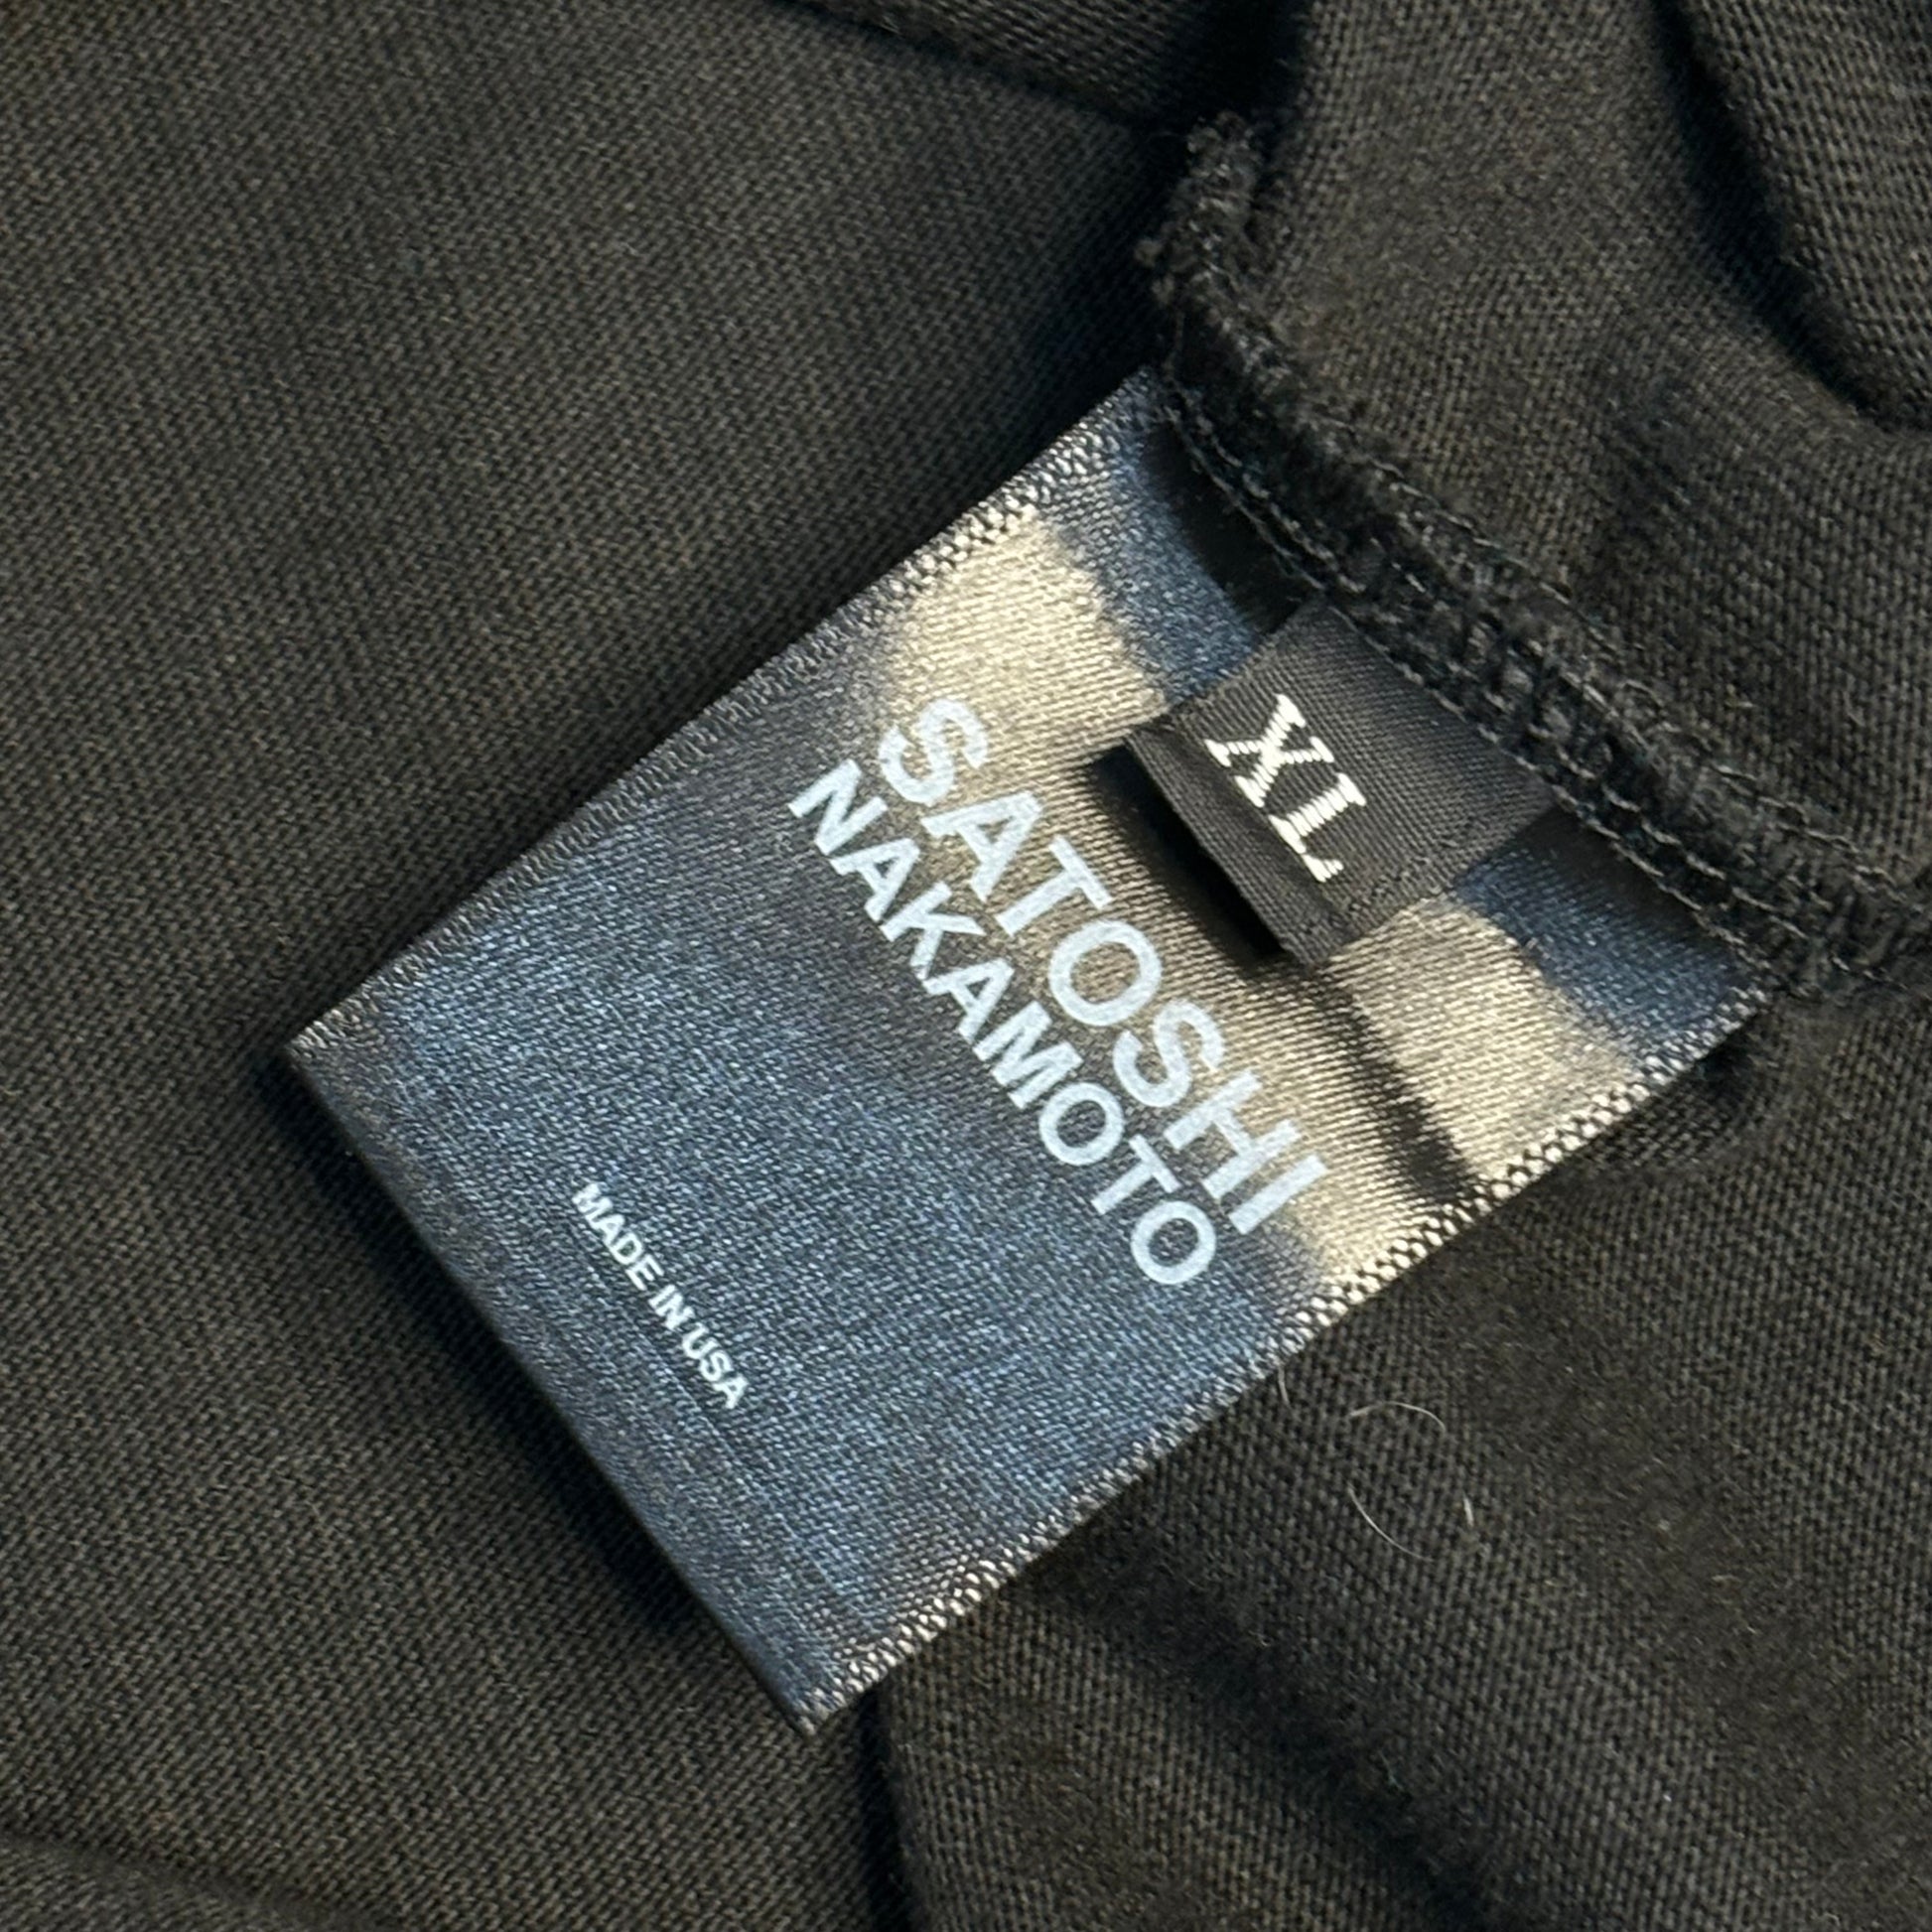 XL
SATOSHI
NAKAMOTO
MADE IN USA